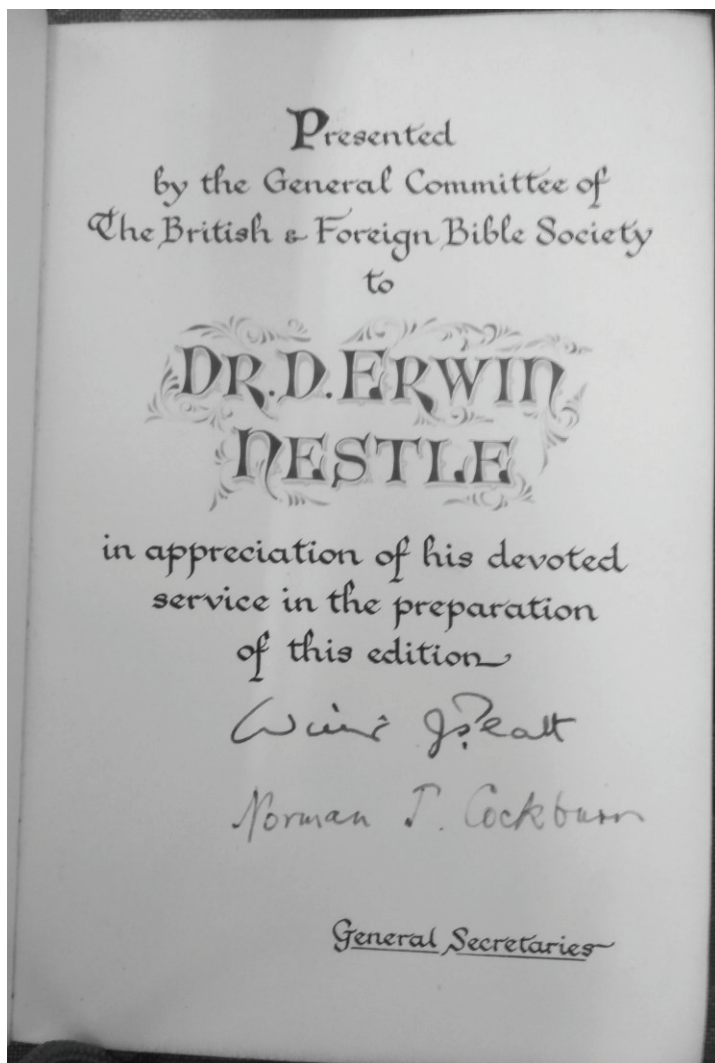 Presented
by the General Committee of
The British & Foreign Bible Society
to
DR. D. ERWIN
NESTLE
in appreciation of his devoted
service in the preparation
of this edition
Platt
Norman J. Cockburn
General Secretaries